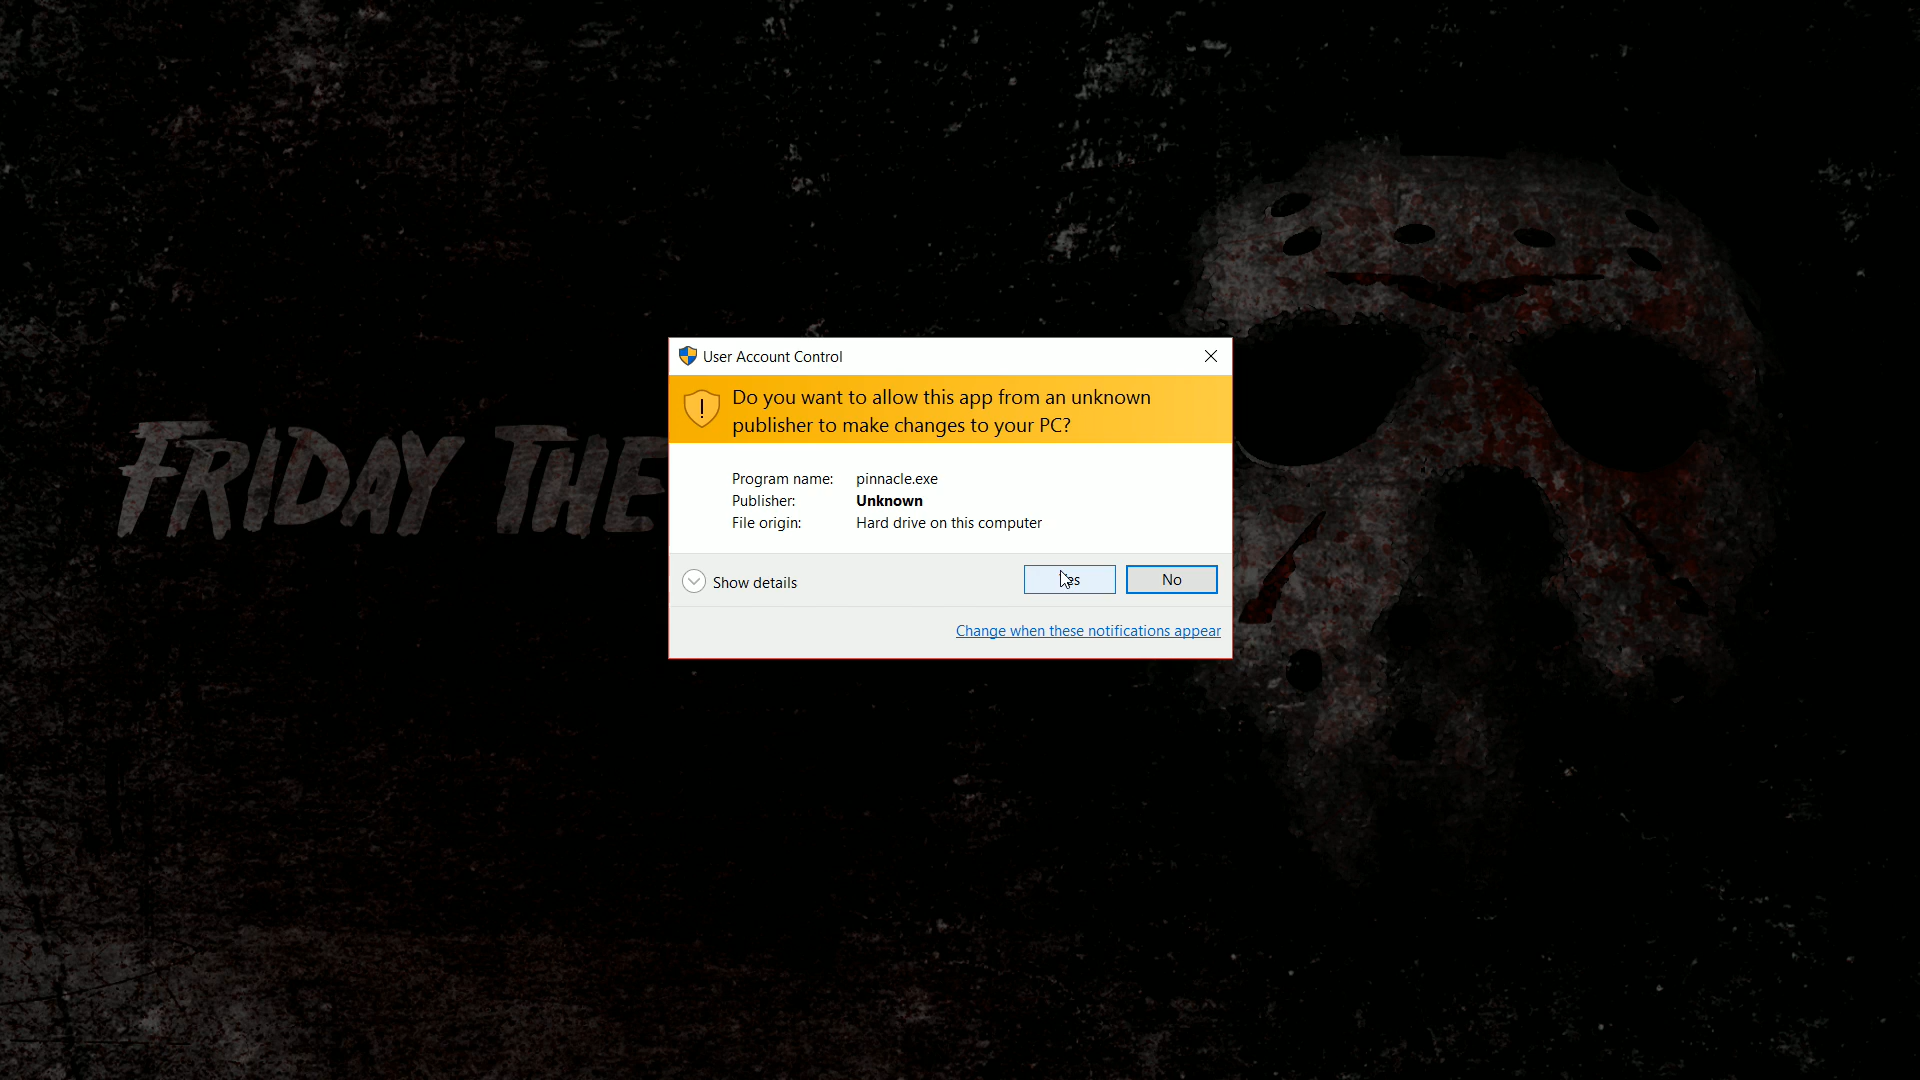 User Account Control
Do you want to allow this app from an unknown
publisher to make changes to your PC?
FRIDAY THE
Program name: pinnacle.exe
Publisher: Unknown
File origin: Hard drive on this computer
Show details
No
Change when these notifications appear